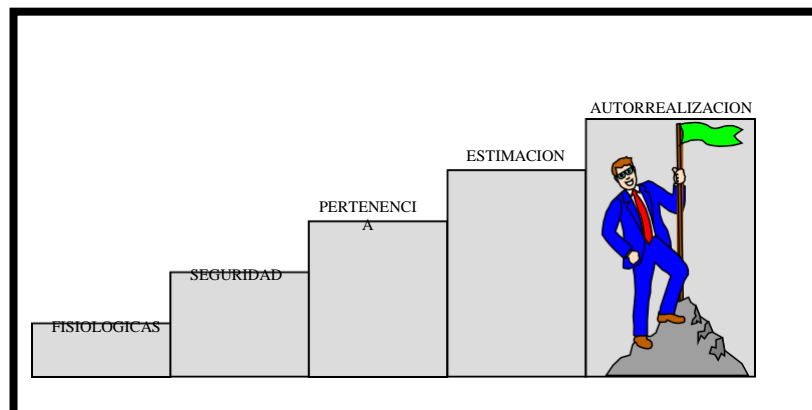 AUTORREALIZACION
ESTIMACION
PERTENENCI
A
SEGURIDAD
FISIOLOGICAS